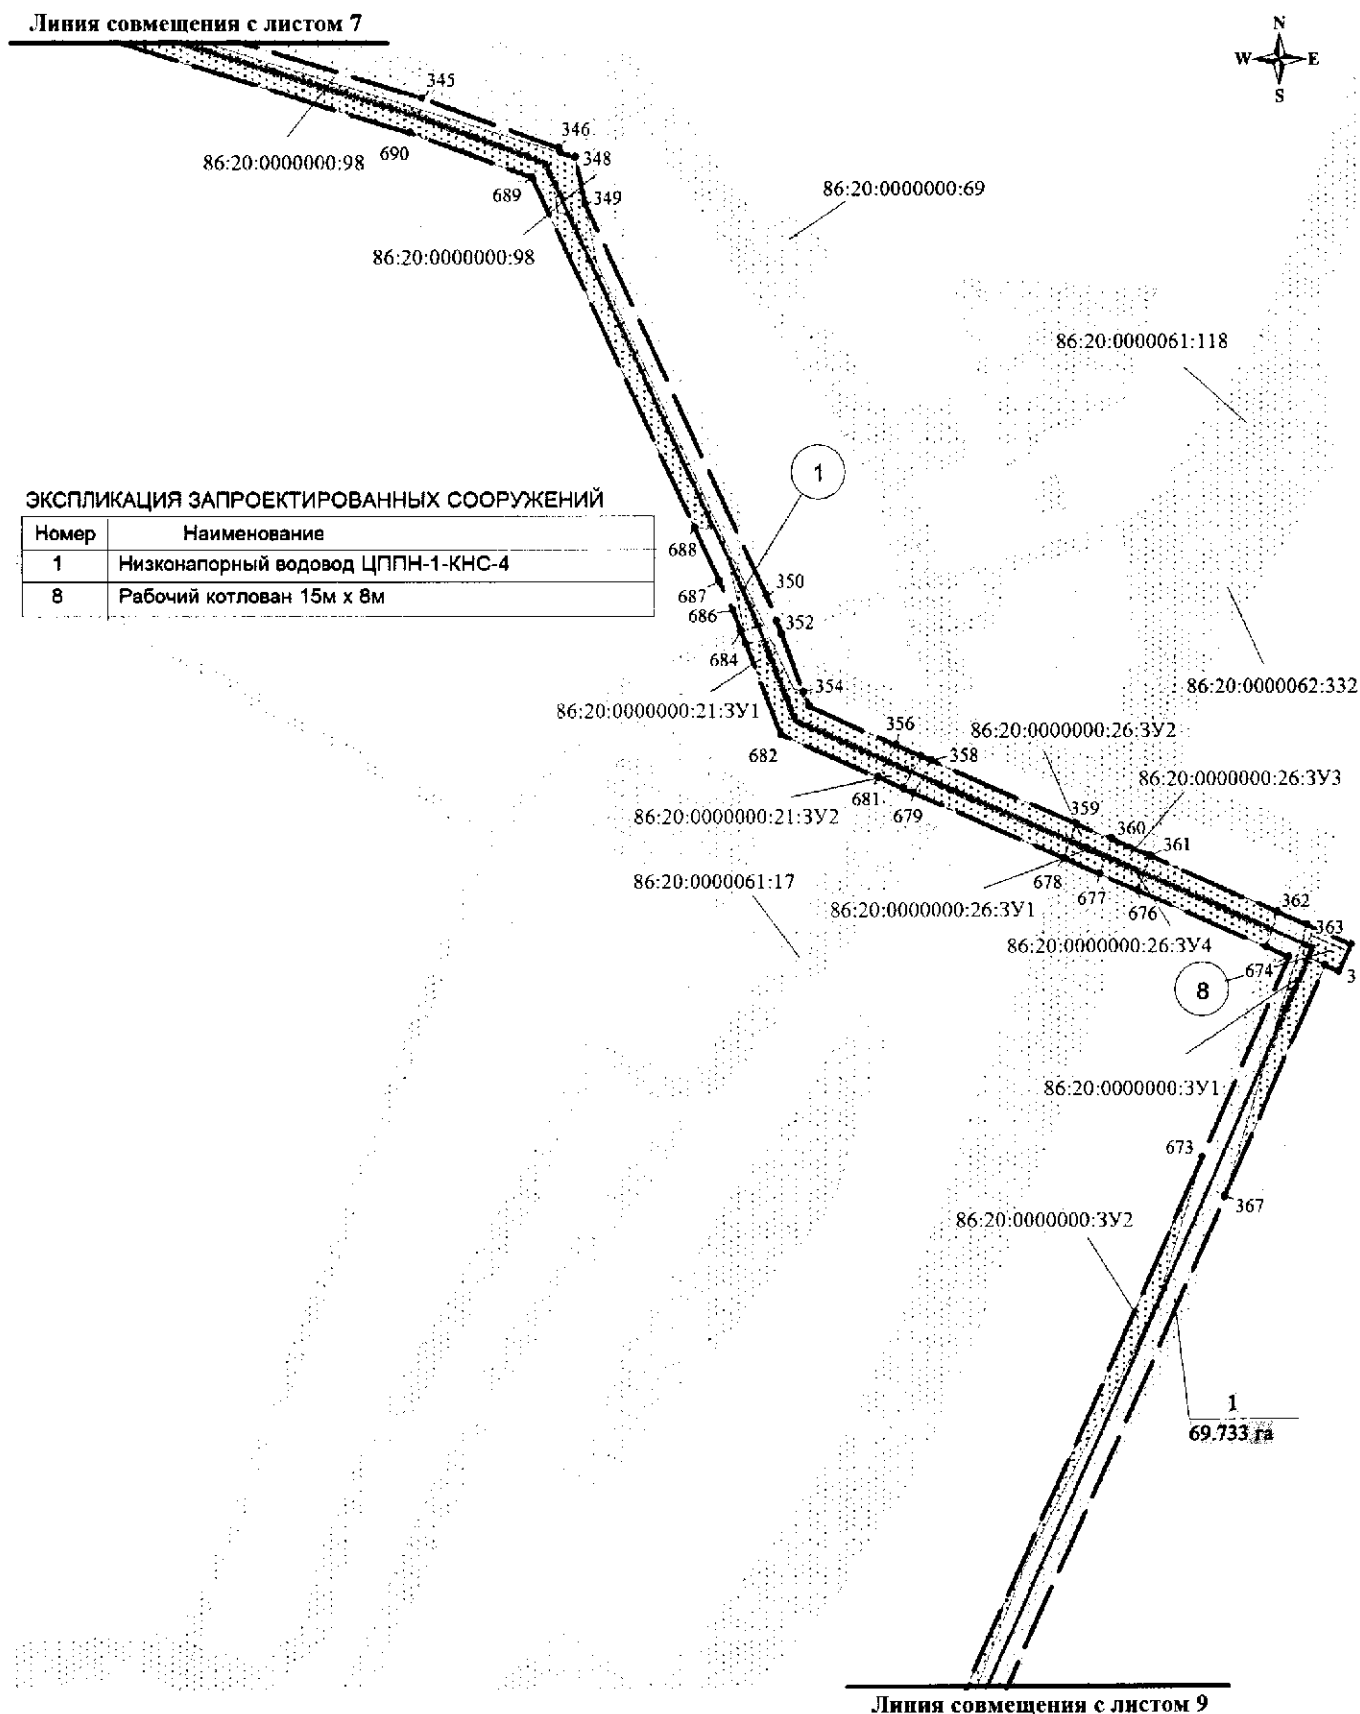 Линия совмещения с листом 7
N
W E
S
345
346
348
349
690
689
86:20:0000000:98
86:20:0000000:98
86:20:0000000:69
86:20:0000061:118
1
ЭКСПЛИКАЦИЯ ЗАПРОЕКТИРОВАННЫХ СООРУЖЕНИЙ
Номер Наименование
1 Низконапорный водовод ЦППН-1-КНС-4
8 Рабочий котлован 15м х 8м
688
687
686
684
350
352
354
86:20:0000062:332
86:20:0000000:21:ЗУ1
682
356
358
86:20:0000000:26:ЗУ2
86:20:0000000:26:ЗУ3
86:20:0000000:21:ЗУ2
681
679
359
360
361
86:20:0000061:17
678
677
676
362
363
86:20:0000000:26:ЗУ1
86:20:0000000:26:ЗУ4
674
3
8
86:20:0000000:ЗУ1
673
367
86:20:0000000:ЗУ2
1
69.733 га
Линия совмещения с листом 9